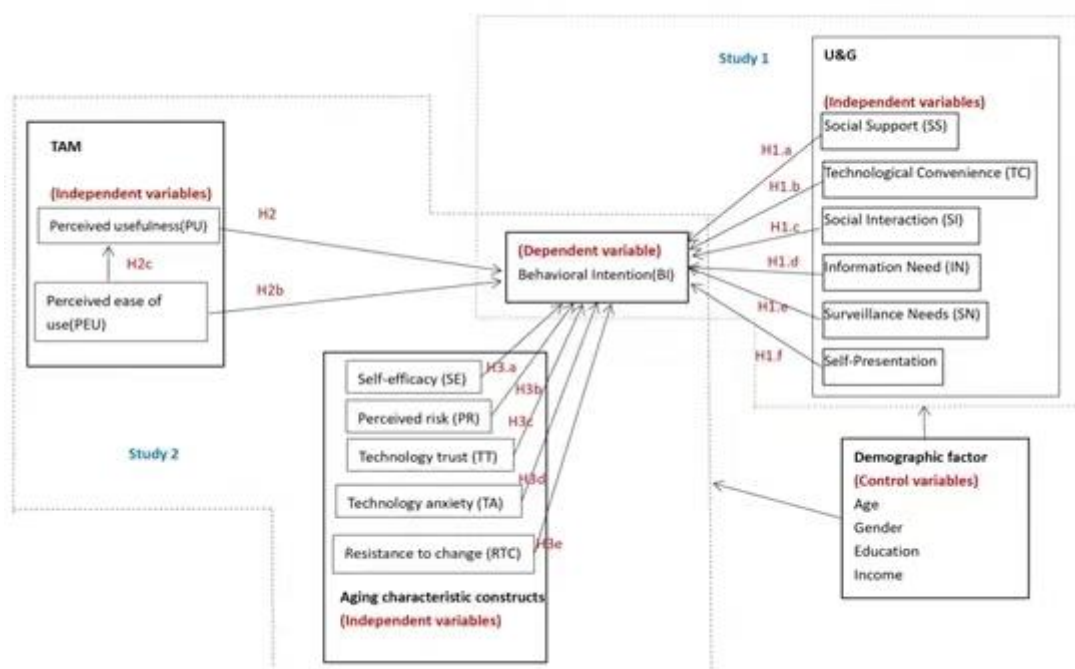 Study 1
U&G
(Independent variables)
Social Support (SS)
Technological Convenience (TC)
Social Interaction (SI)
Information Need (IN)
Surveillance Needs (SN)
Self-Presentation
H1.a
H1.b
H1.c
H1.d
H1.e
H1.f
TAM
(Independent variables)
Perceived usefulness(PU)
H2c
Perceived ease of
use(PEU)
H2
H2b
(Dependent variable)
Behavioral Intention(BI)
Study 2
Self-efficacy (SE)
Perceived risk (PR)
Technology trust (TT)
Technology anxiety (TA)
Resistance to change (RTC)
Aging characteristic constructs
(Independent variables)
H3.a
H3b
H3c
H3d
H3e
Demographic factor
(Control variables)
Age
Gender
Education
Income